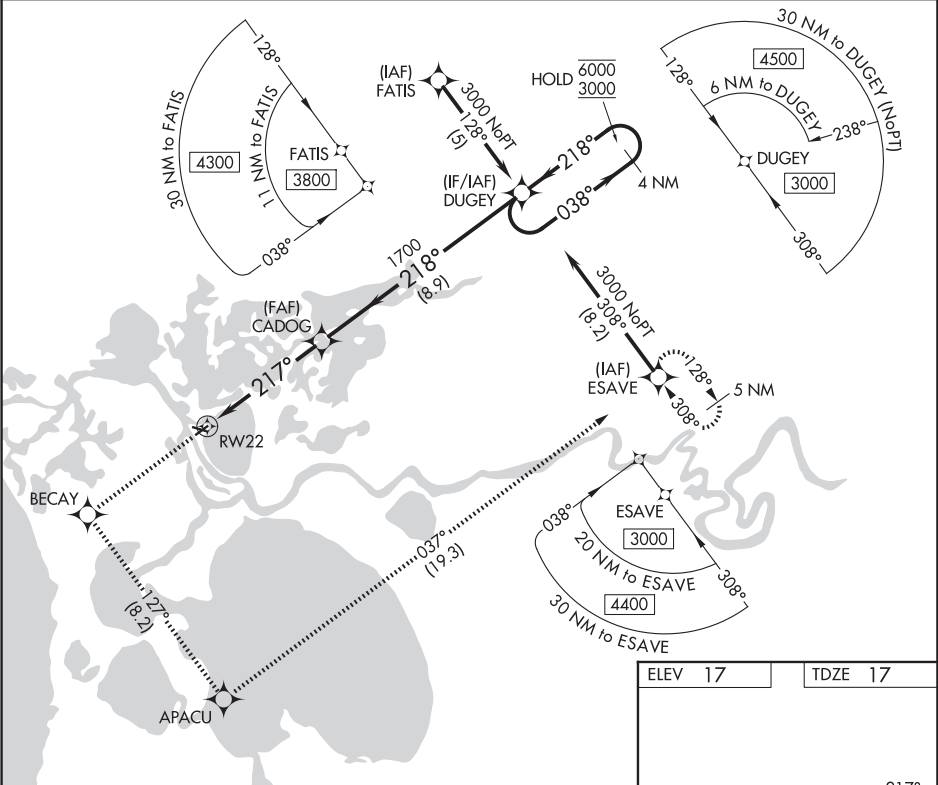 128°
30 NM to FATIS
4300
11 NM to FATIS
FATIS
3800
038°
(IAF)
FATIS
3000 NoPT
128°
(5)
HOLD 6000
3000
218°
038°
4 NM
(IF/IAF)
DUGEY
30 NM to DUGEY (NoPT)
4500
128°
6 NM to DUGEY
238°
DUGEY
3000
308°
1700
218°
(8.9)
(FAF)
CADOG
217°
RW22
3000 NoPT
308°
(8.2)
(IAF)
ESAVE
128°
308°
5 NM
BECAY
127°
(8.2)
APACU
037°
(19.3)
038°
ESAVE
3000
20 NM to ESAVE
308°
4400
30 NM to ESAVE
ELEV 17
TDZE 17